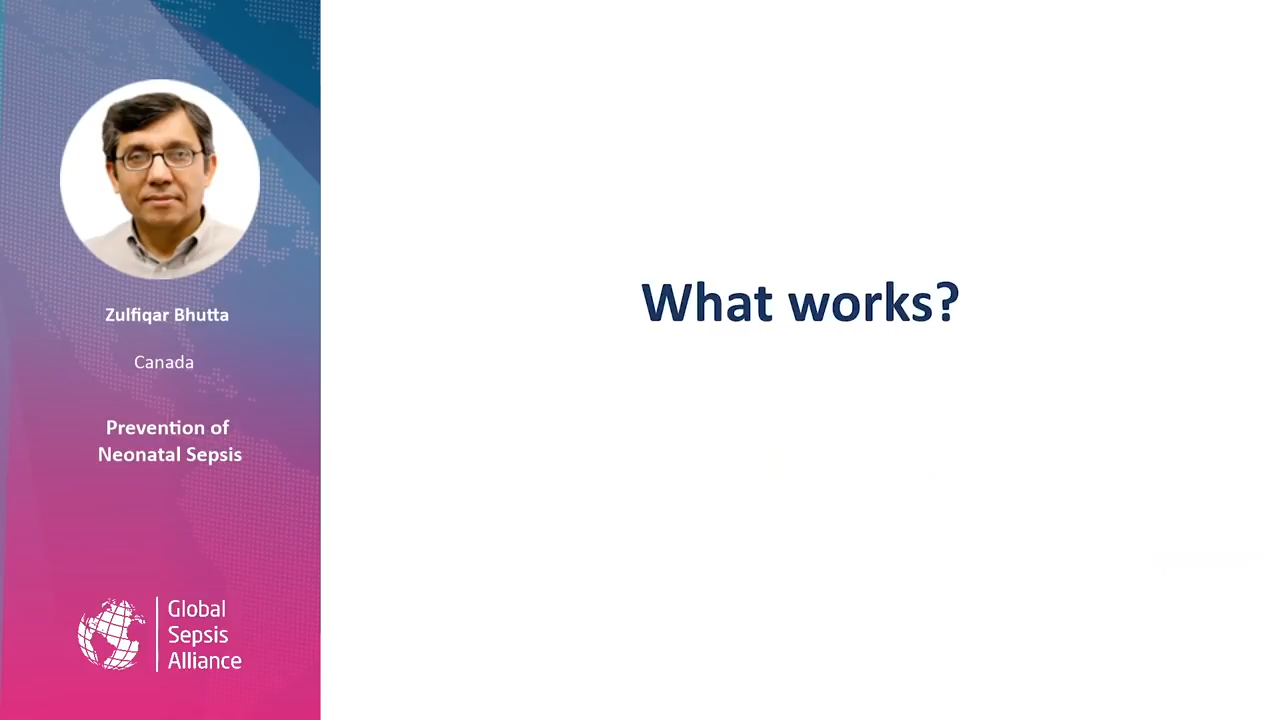 Zulfiqar Bhutta
Canada
Prevention of
Neonatal Sepsis
Global
Sepsis
Alliance
What works?